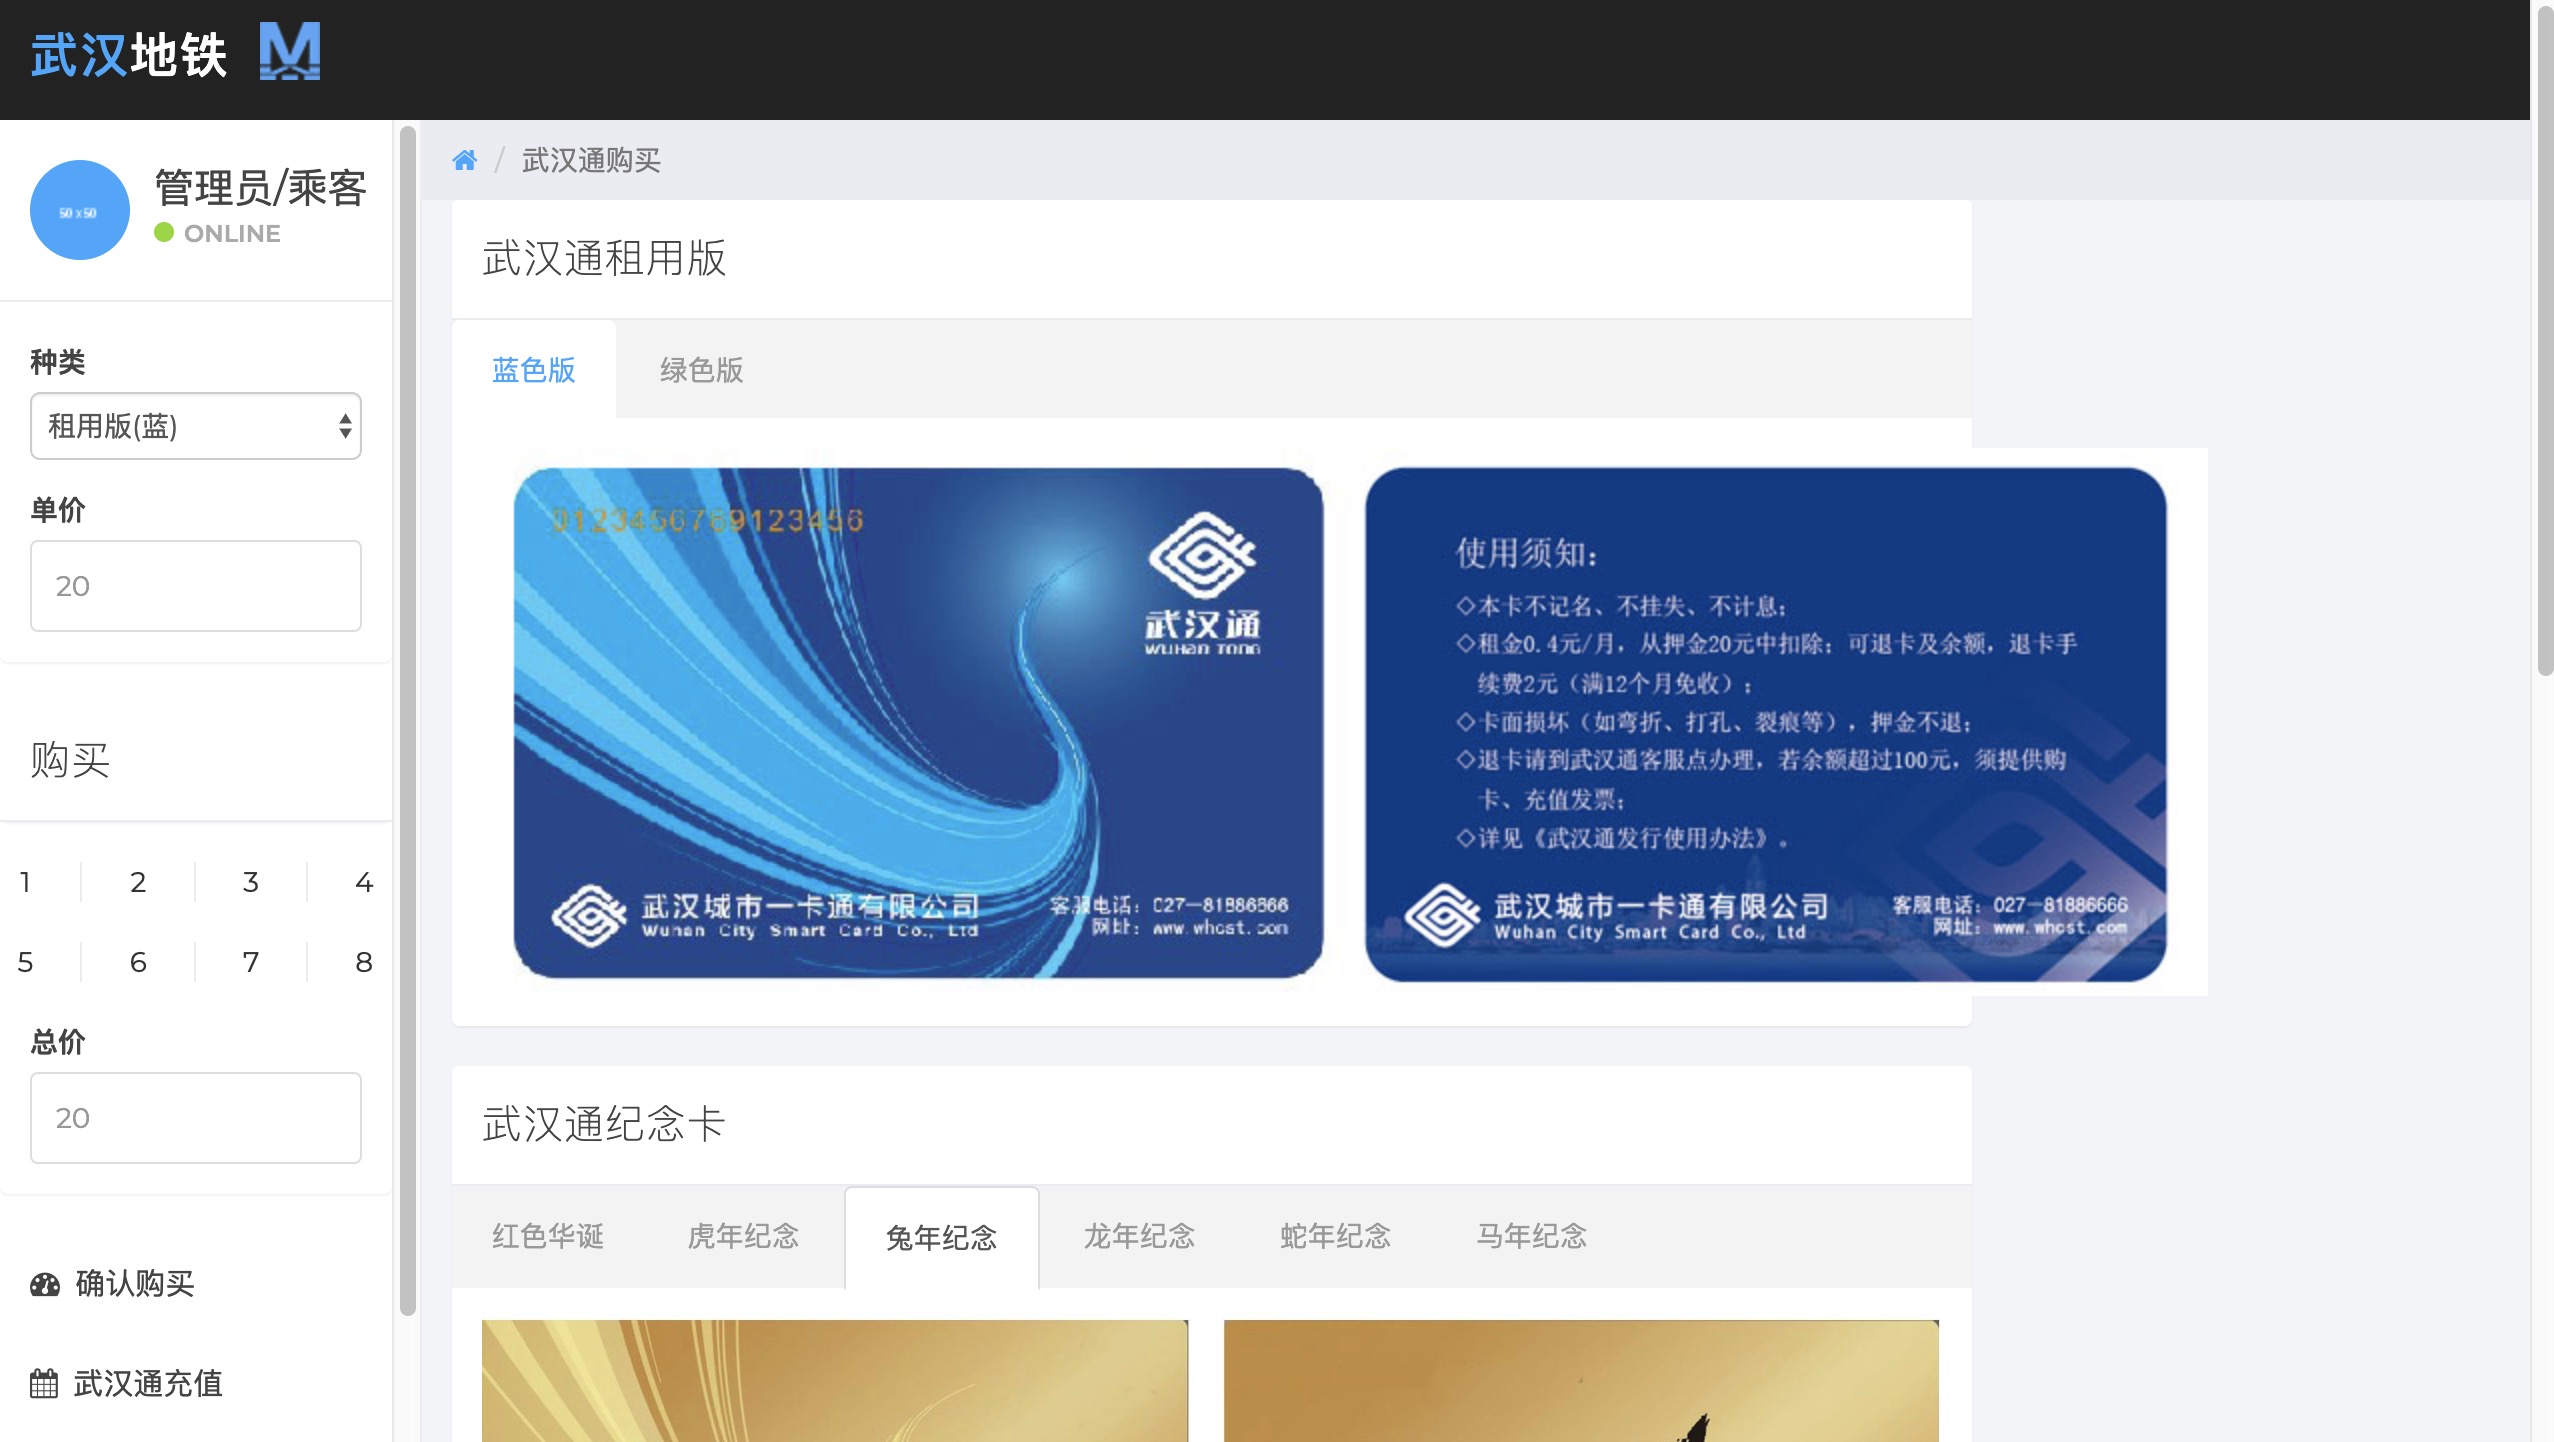 武汉地铁
管理员/乘客
ONLINE
50 x 50
种类
租用版(蓝)
单价
20
购买
1 2 3 4
5 6 7 8
总价
20
确认购买
武汉通充值
/ 武汉通购买
武汉通租用版
蓝色版 绿色版
0123456789123456
武汉通
WUHAN TONG
武汉城市一卡通有限公司
Wuhan City Smart Card Co., Ltd
客服电话：027—81886666
网址：www.whcst.com
使用须知：
◇本卡不记名、不挂失、不计息；
◇租金0.4元/月，从押金20元中扣除；可退卡及余额，退卡手
续费2元（满12个月免收）；
◇卡面损坏（如弯折、打孔、裂痕等），押金不退；
◇退卡请到武汉通客服点办理，若余额超过100元，须提供购
卡、充值发票；
◇详见《武汉通发行使用办法》。
武汉城市一卡通有限公司
Wuhan City Smart Card Co., Ltd
客服电话：027—81886666
网址：www.whcst.com
武汉通纪念卡
红色华诞 虎年纪念 兔年纪念 龙年纪念 蛇年纪念 马年纪念